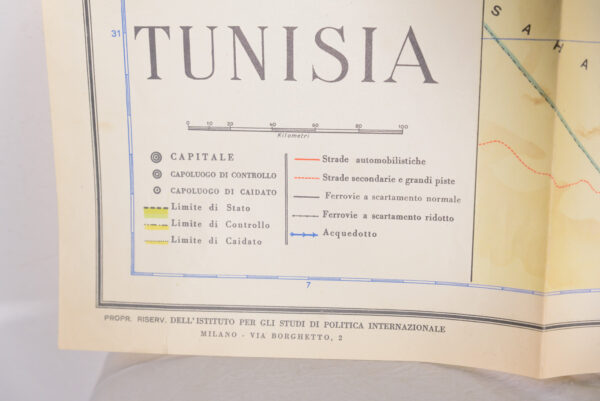 31
TUNISIA
S A H A
0 10 20 40 60 80 100
Kilometri
CAPITALE
CAPOLUOGO DI CONTROLLO
CAPOLUOGO DI CAIDATO
Limite di Stato
Limite di Controllo
Limite di Caidato
Strade automobilistiche
Strade secondarie e grandi piste
Ferrovie a scartamento normale
Ferrovie a scartamento ridotto
Acquedotto
7
PROPR. RISERV. DELL'ISTITUTO PER GLI STUDI DI POLITICA INTERNAZIONALE
MILANO - VIA BORGHETTO, 2